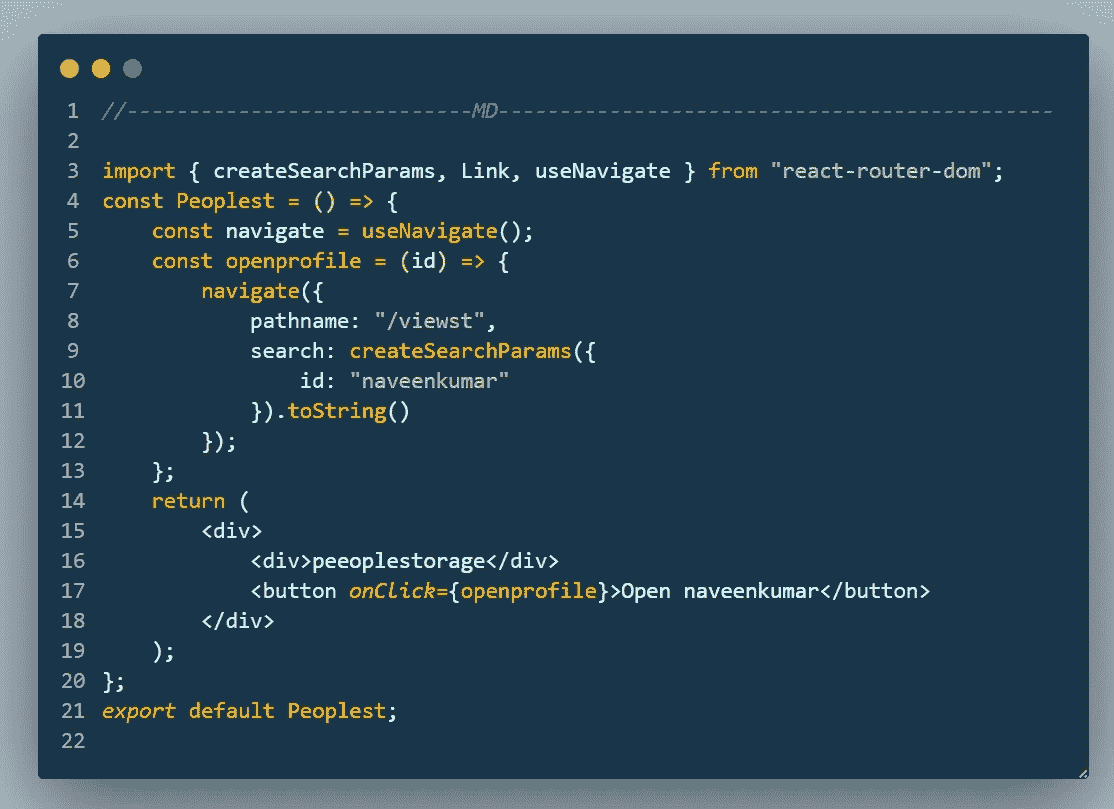 1 //----------------------------MD---------------------------------------------
2
3 import { createSearchParams, Link, useNavigate } from "react-router-dom";
4 const Peoplest = () => {
5     const navigate = useNavigate();
6     const openprofile = (id) => {
7         navigate({
8             pathname: "/viewst",
9             search: createSearchParams({
10                 id: "naveenkumar"
11             }).toString()
12         });
13     };
14     return (
15         <div>
16             <div>peeoplestorage</div>
17             <button onClick={openprofile}>Open naveenkumar</button>
18         </div>
19     );
20 };
21 export default Peoplest;
22